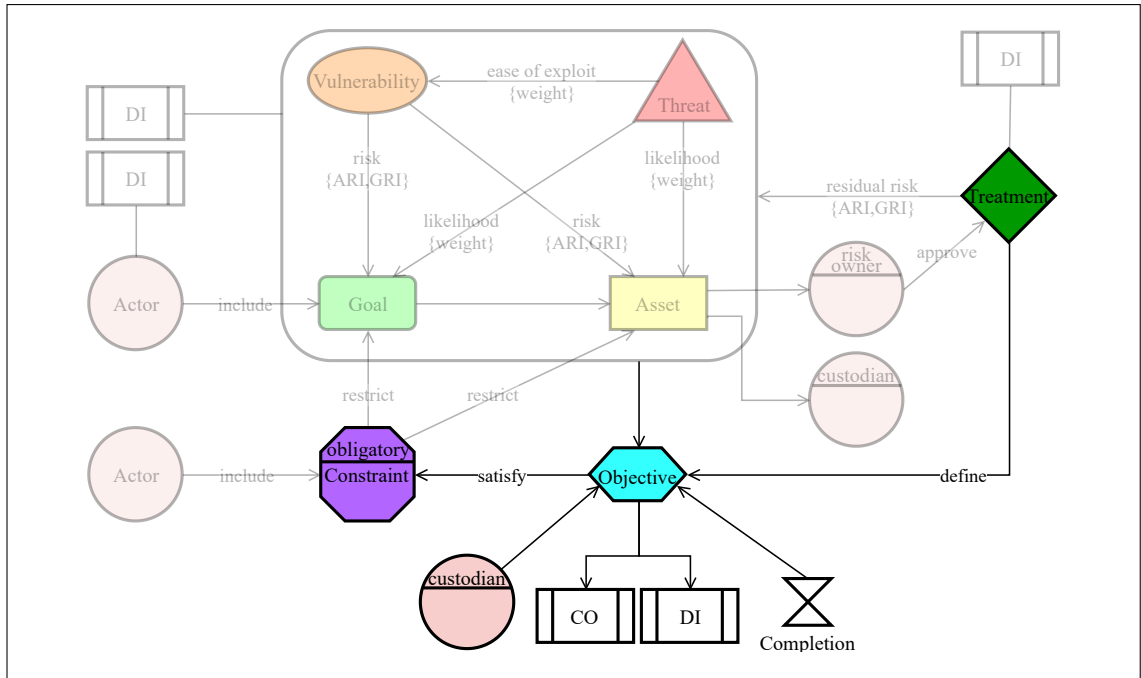 DI
Vulnerability
ease of exploit
{weight}
Threat
DI
DI
risk
{ARI,GRI}
likelihood
{weight}
residual risk
{ARI,GRI}
Treatment
likelihood
{weight}
risk
{ARI,GRI}
risk
owner
approve
Actor
include
Goal
Asset
custodian
restrict
restrict
Actor
include
obligatory
Constraint
satisfy
Objective
define
custodian
CO
DI
Completion